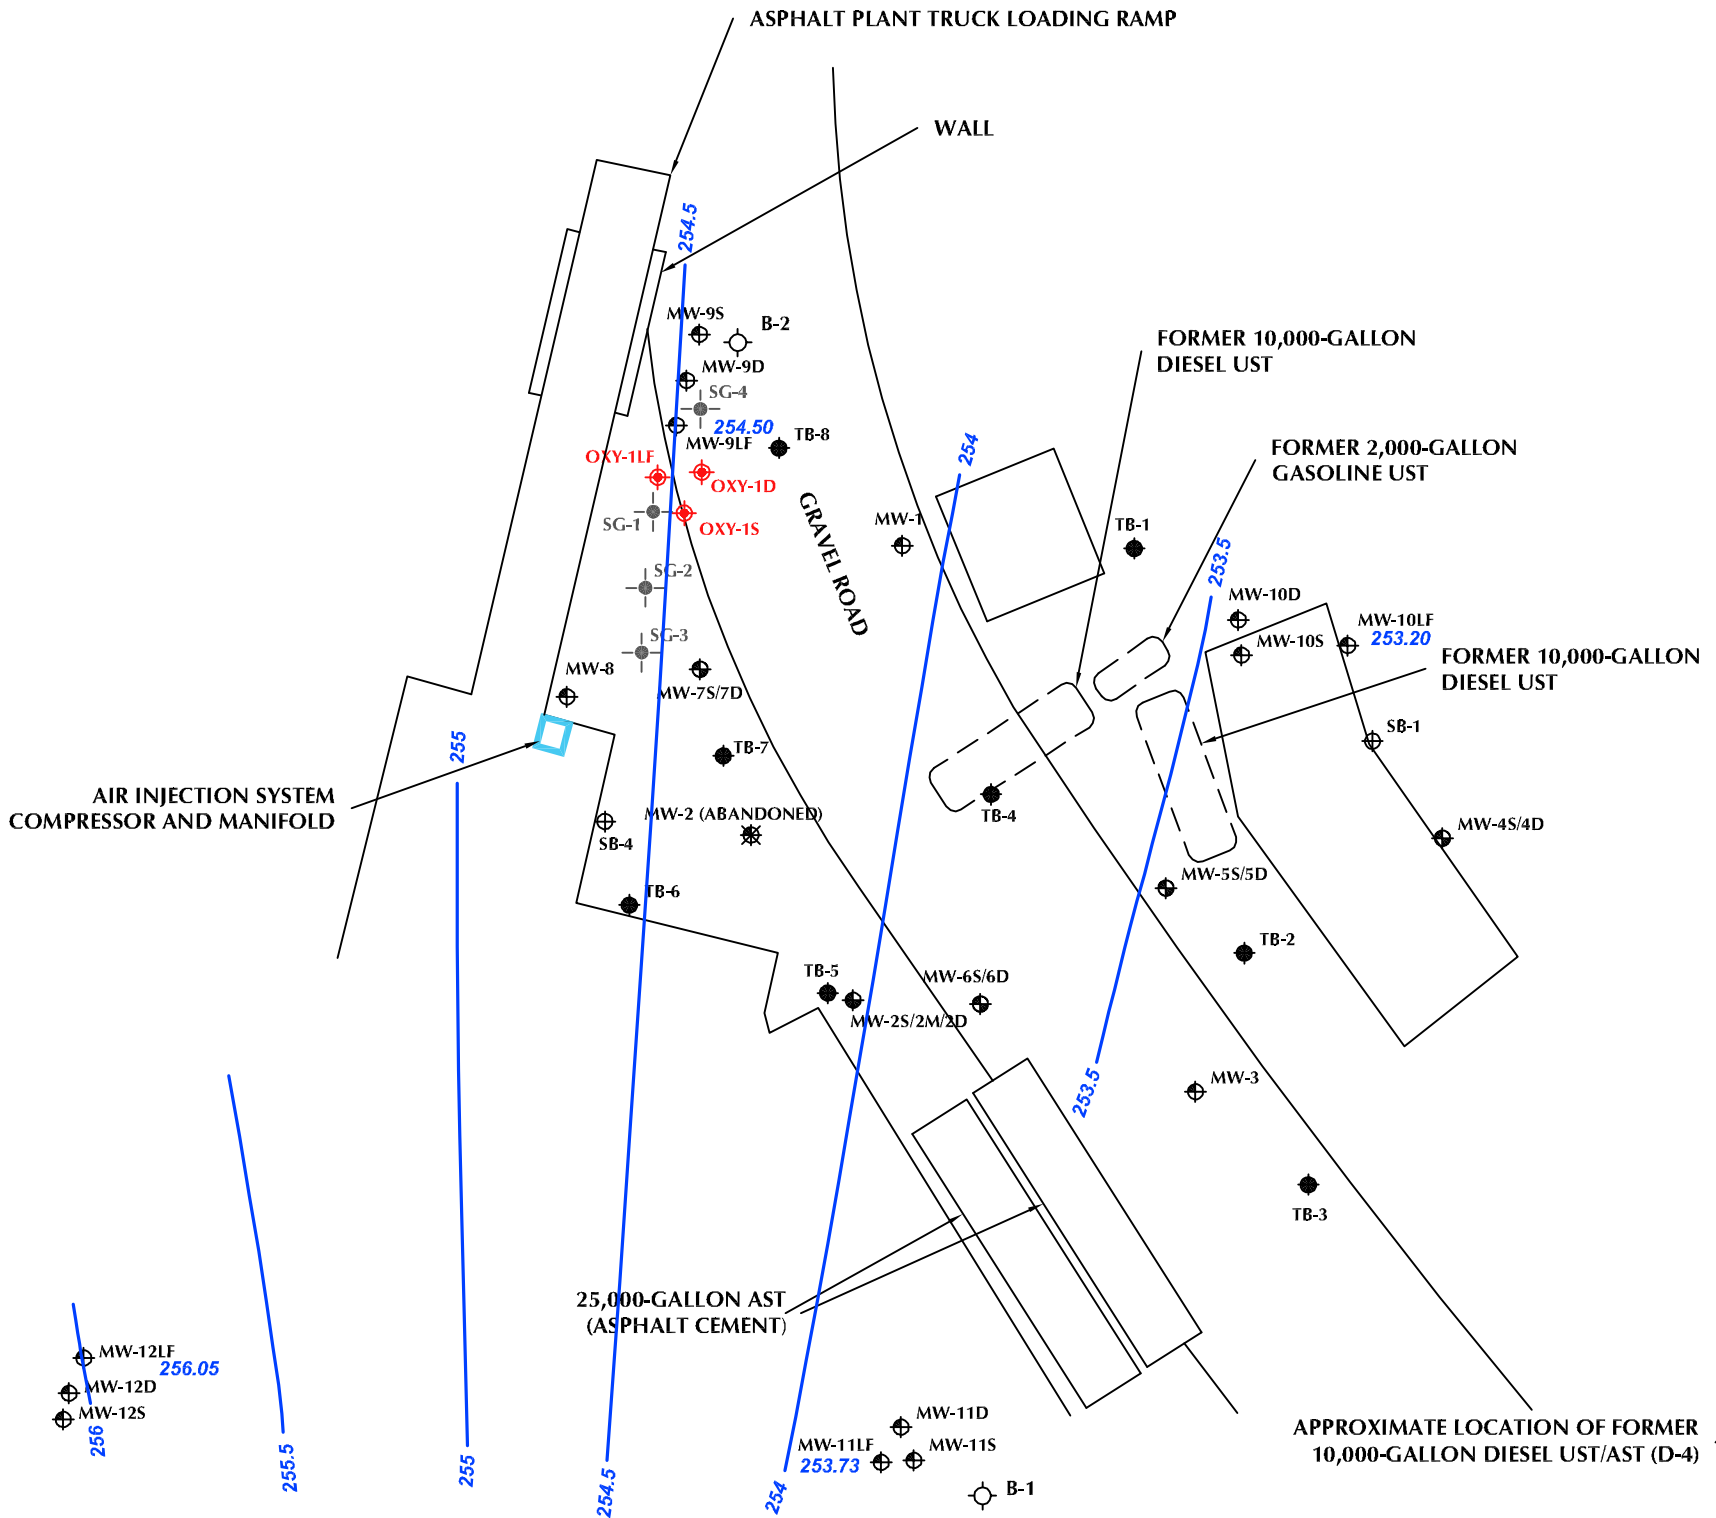 ASPHALT PLANT TRUCK LOADING RAMP
WALL
254.5
MW-9S
B-2
MW-9D
SG-4
254.50
MW-9LF
TB-8
OXY-1LF
OXY-1D
SG-1
OXY-1S
GRAVEL ROAD
SG-2
SG-3
MW-8
MW-7S/7D
TB-7
MW-2 (ABANDONED)
SB-4
TB-6
AIR INJECTION SYSTEM
COMPRESSOR AND MANIFOLD
255
FORMER 10,000-GALLON
DIESEL UST
254
FORMER 2,000-GALLON
GASOLINE UST
MW-1
TB-1
253.5
MW-10D
MW-10S
MW-10LF
253.20
FORMER 10,000-GALLON
DIESEL UST
SB-1
TB-4
MW-4S/4D
MW-5S/5D
TB-2
TB-5
MW-6S/6D
MW-2S/2M/2D
253.5
MW-3
TB-3
25,000-GALLON AST
(ASPHALT CEMENT)
MW-12LF
256.05
MW-12D
MW-12S
256
255.5
255
254.5
254
MW-11D
MW-11LF
MW-11S
253.73
B-1
APPROXIMATE LOCATION OF FORMER
10,000-GALLON DIESEL UST/AST (D-4)